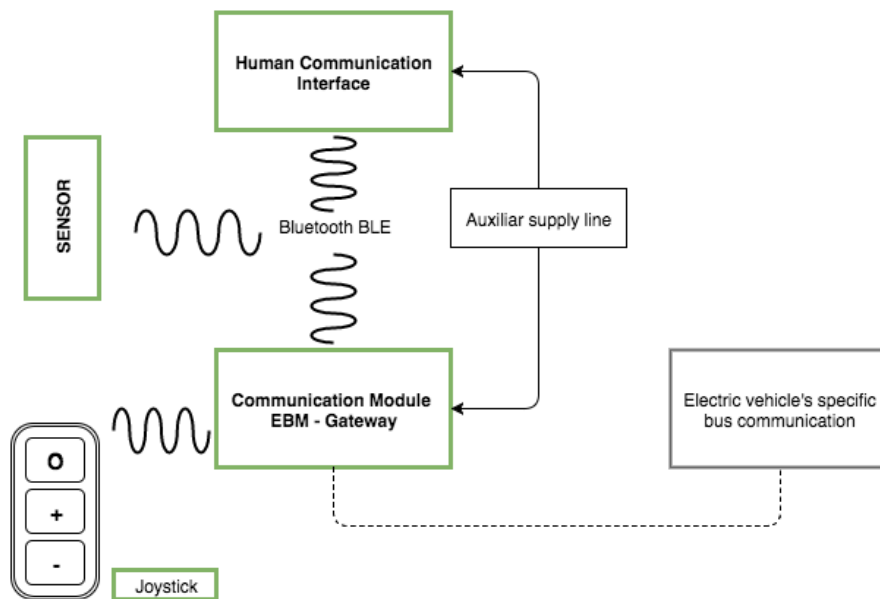 Human Communication
Interface
SENSOR
Bluetooth BLE
Auxiliar supply line
Communication Module
EBM - Gateway
Electric vehicle's specific
bus communication
O
+
-
Joystick